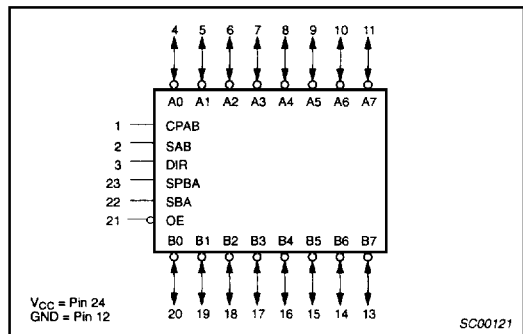 4 5 6 7 8 9 10 11
A0 A1 A2 A3 A4 A5 A6 A7
1 CPAB
2 SAB
3 DIR
23 SPBA
22 SBA
21 OE
B0 B1 B2 B3 B4 B5 B6 B7
20 19 18 17 16 15 14 13
VCC = Pin 24
GND = Pin 12
SC00121